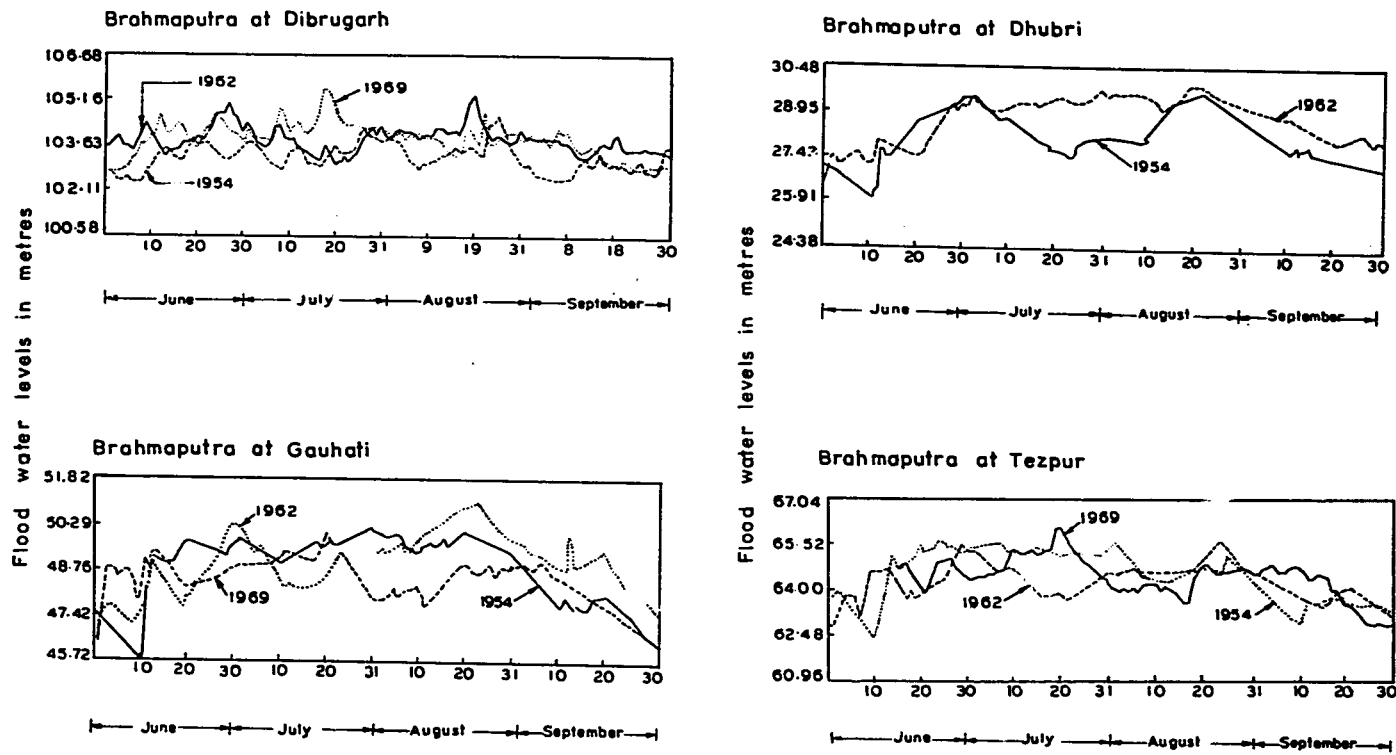 Brahmaputra at Dibrugarh
106·68
105·16
103·63
102·11
100·58
1962
1969
1954
10 20 30 10 20 31 9 19 31 8 18 30
June July August September
Brahmaputra at Dhubri
30·48
28·95
27·42
25·91
24·38
1962
1954
10 20 30 10 20 31 10 20 31 10 20 30
June July August September
Flood water levels in metres
Flood water levels in metres
Brahmaputra at Gauhati
51.82
50·29
48·76
47·42
45·72
1962
1969
1954
10 20 30 10 20 31 10 20 31 10 20 30
June July August September
Brahmaputra at Tezpur
67.04
65·52
64·00
62·48
60·96
1969
1962
1954
10 20 30 10 20 31 10 20 31 10 20 30
June July August September